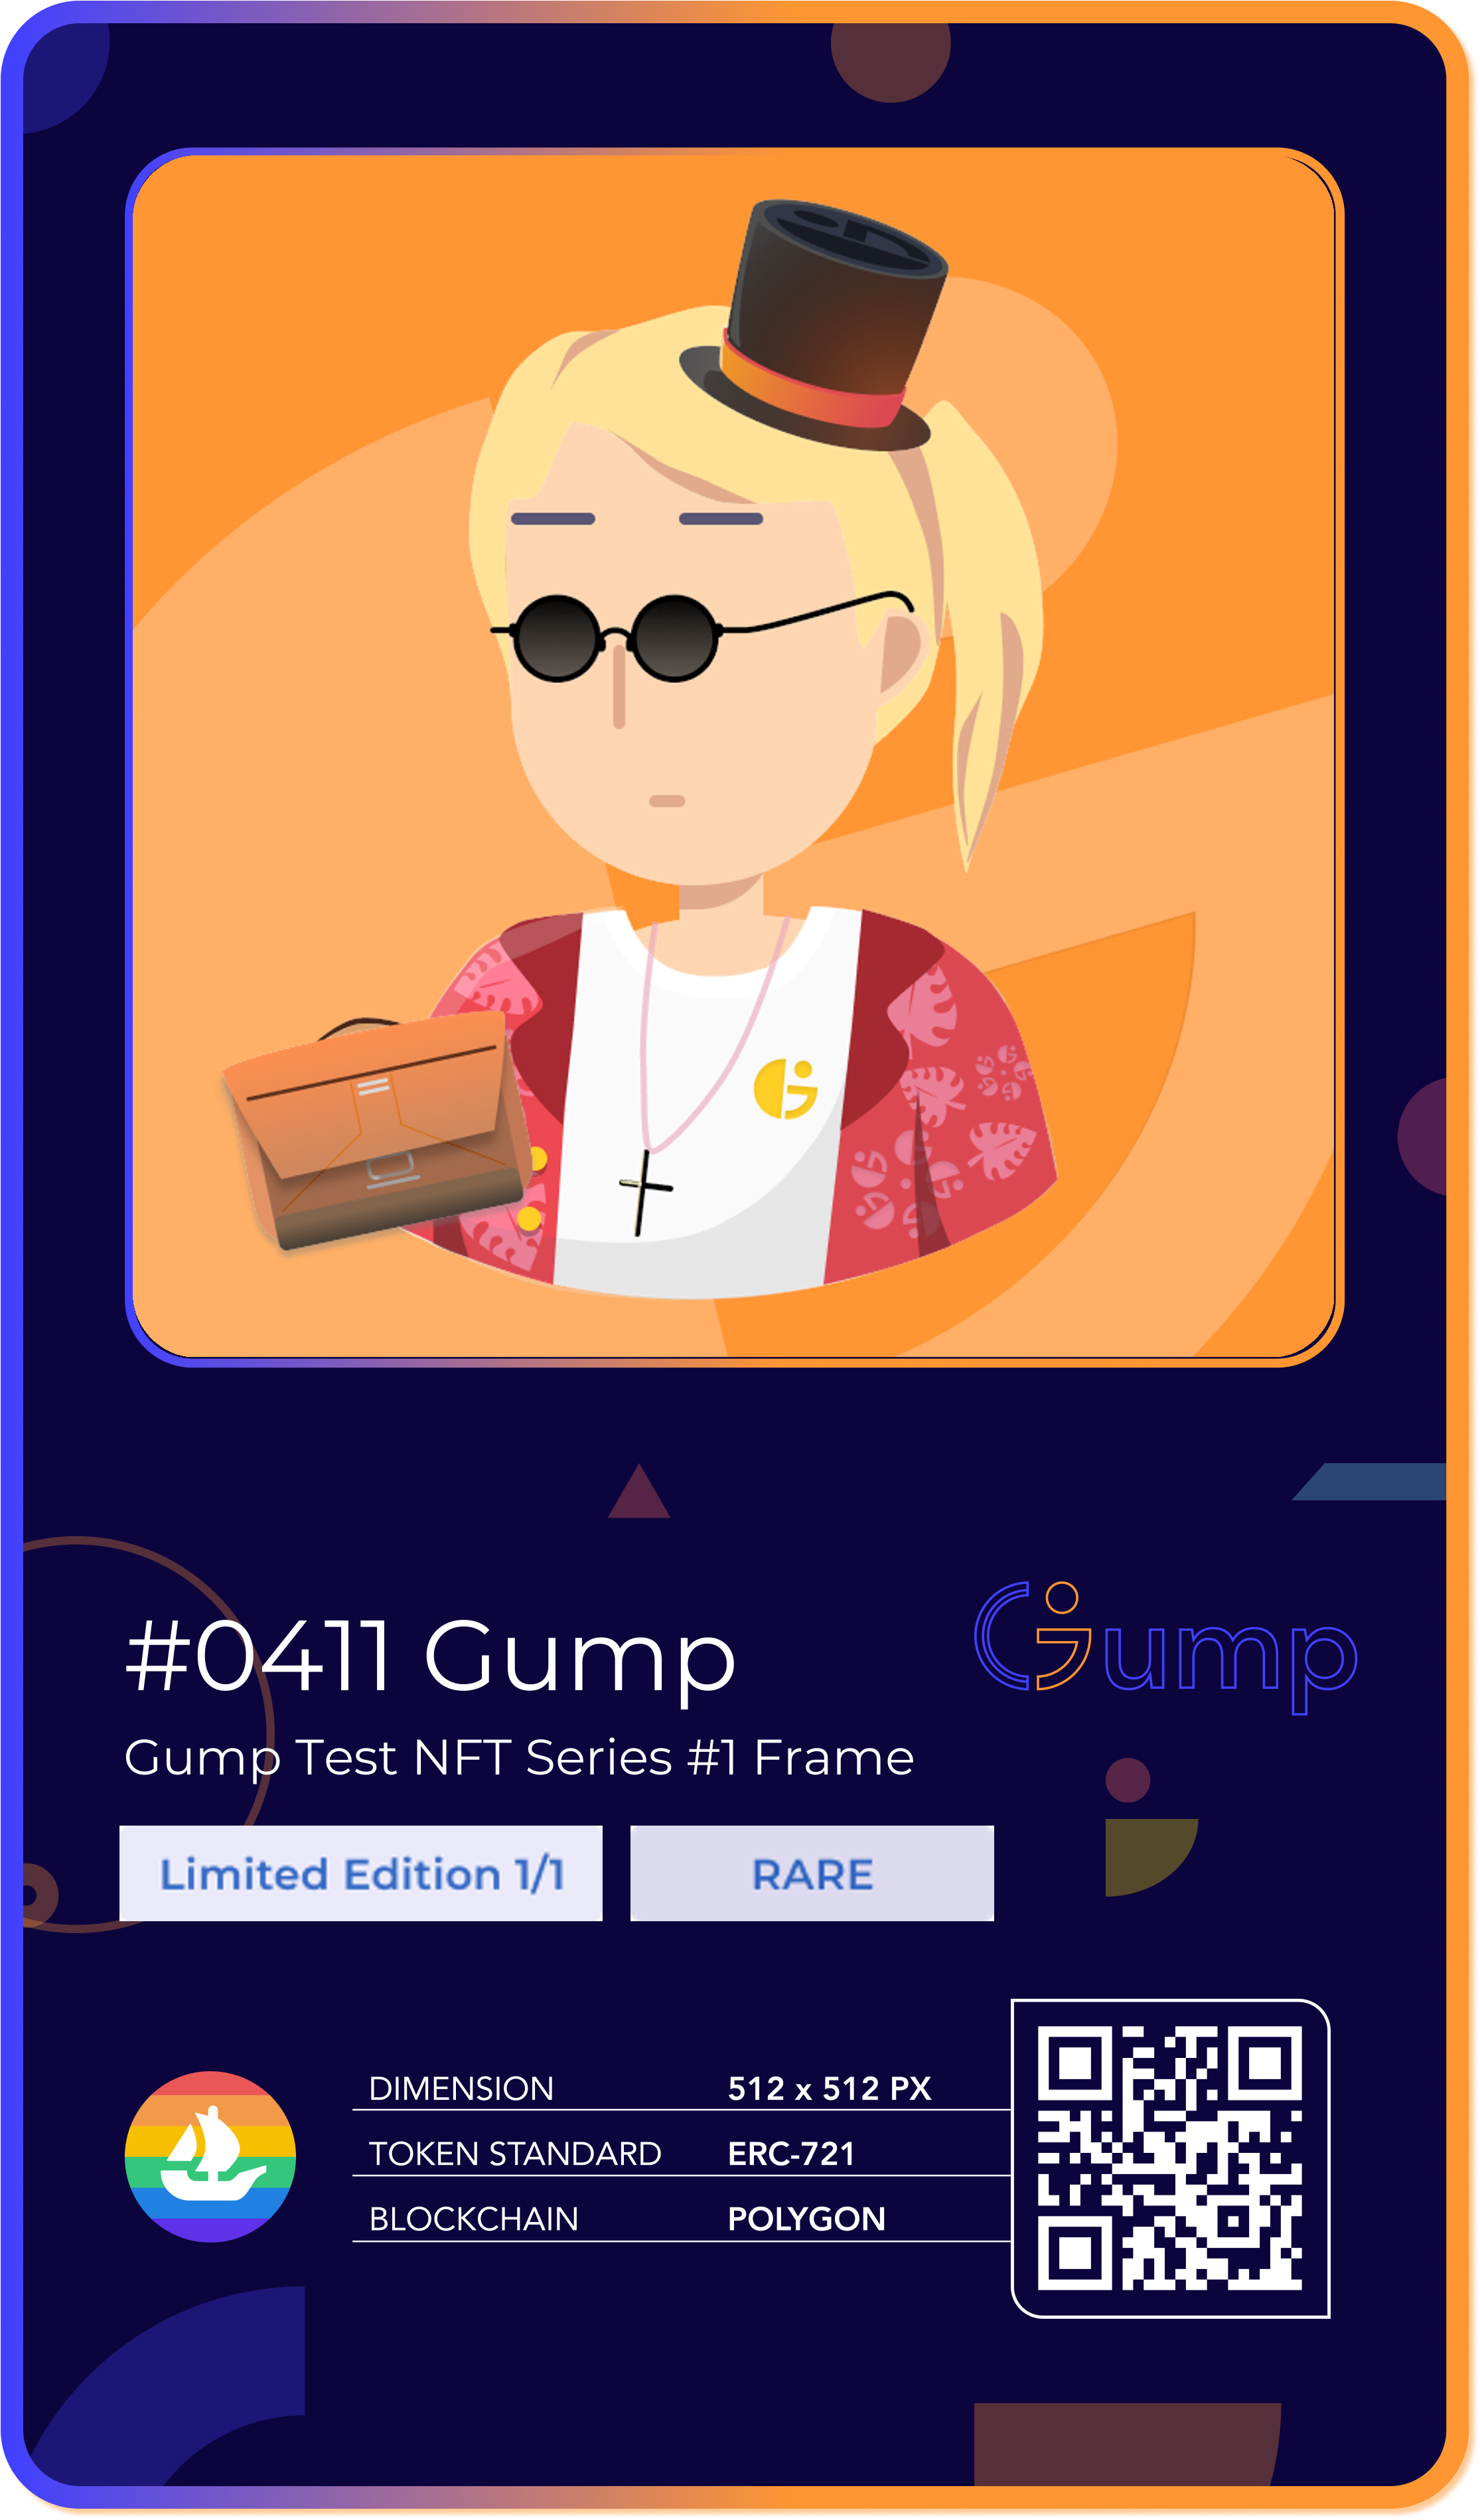 #0411 Gump
Gump
Gump Test NFT Series #1 Frame
Limited Edition 1/1
RARE
DIMENSION 512 x 512 PX
TOKEN STANDARD ERC-721
BLOCKCHAIN POLYGON